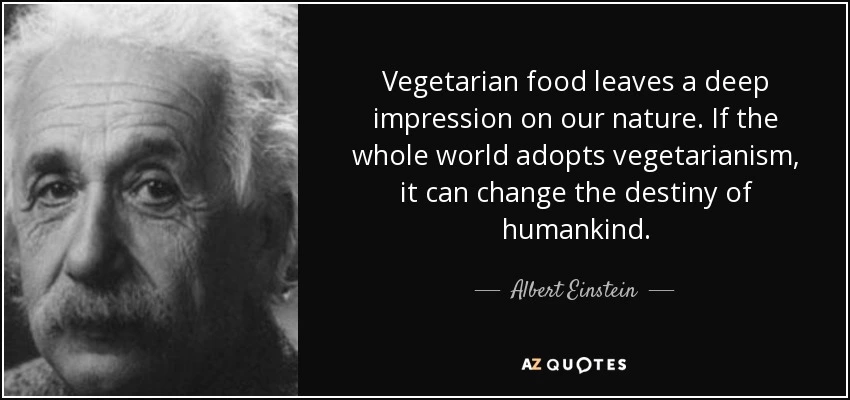 Vegetarian food leaves a deep
impression on our nature. If the
whole world adopts vegetarianism,
it can change the destiny of
humankind.
Albert Einstein
AZ QUOTES